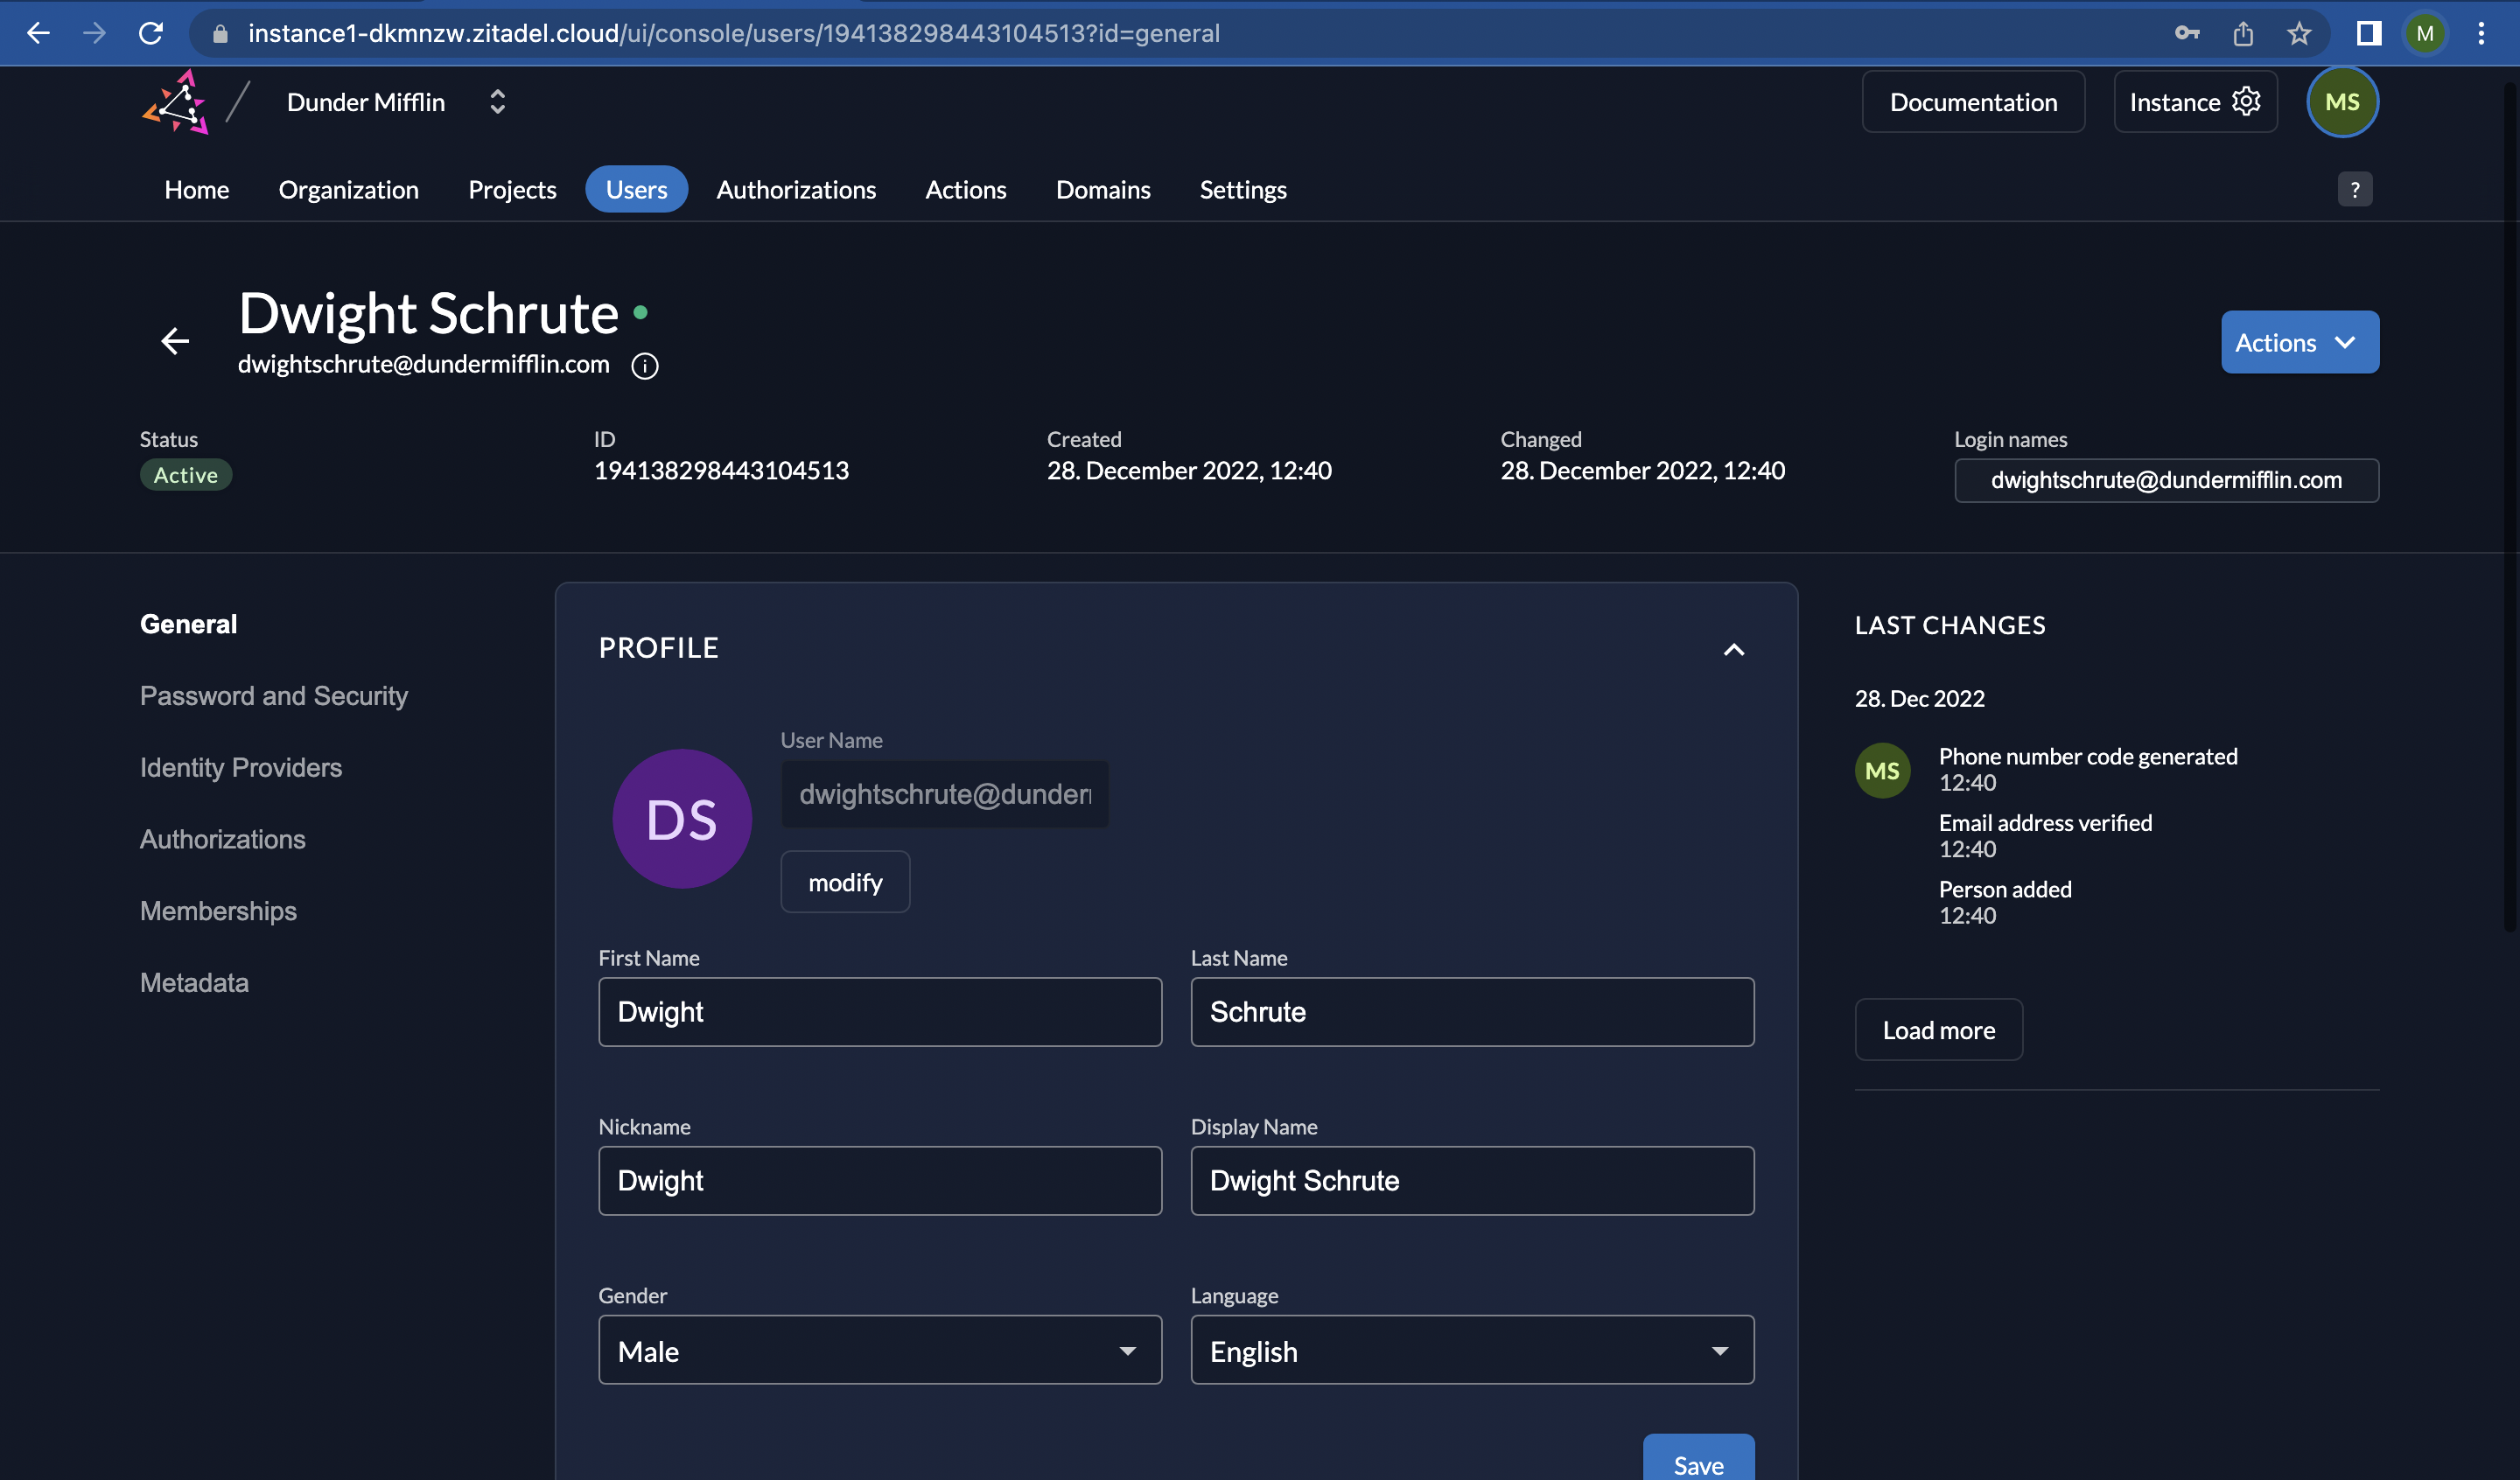 instance1-dkmnzw.zitadel.cloud/ui/console/users/194138298443104513?id=general
M
Dunder Mifflin
Documentation
Instance
MS
Home
Organization
Projects
Users
Authorizations
Actions
Domains
Settings
?
Dwight Schrute
dwightschrute@dundermifflin.com
Actions
Status
Active
ID
194138298443104513
Created
28. December 2022, 12:40
Changed
28. December 2022, 12:40
Login names
dwightschrute@dundermifflin.com
General
Password and Security
Identity Providers
Authorizations
Memberships
Metadata
PROFILE
DS
User Name
dwightschrute@dunder
modify
First Name
Dwight
Last Name
Schrute
Nickname
Dwight
Display Name
Dwight Schrute
Gender
Male
Language
English
Save
LAST CHANGES
28. Dec 2022
MS
Phone number code generated
12:40
Email address verified
12:40
Person added
12:40
Load more